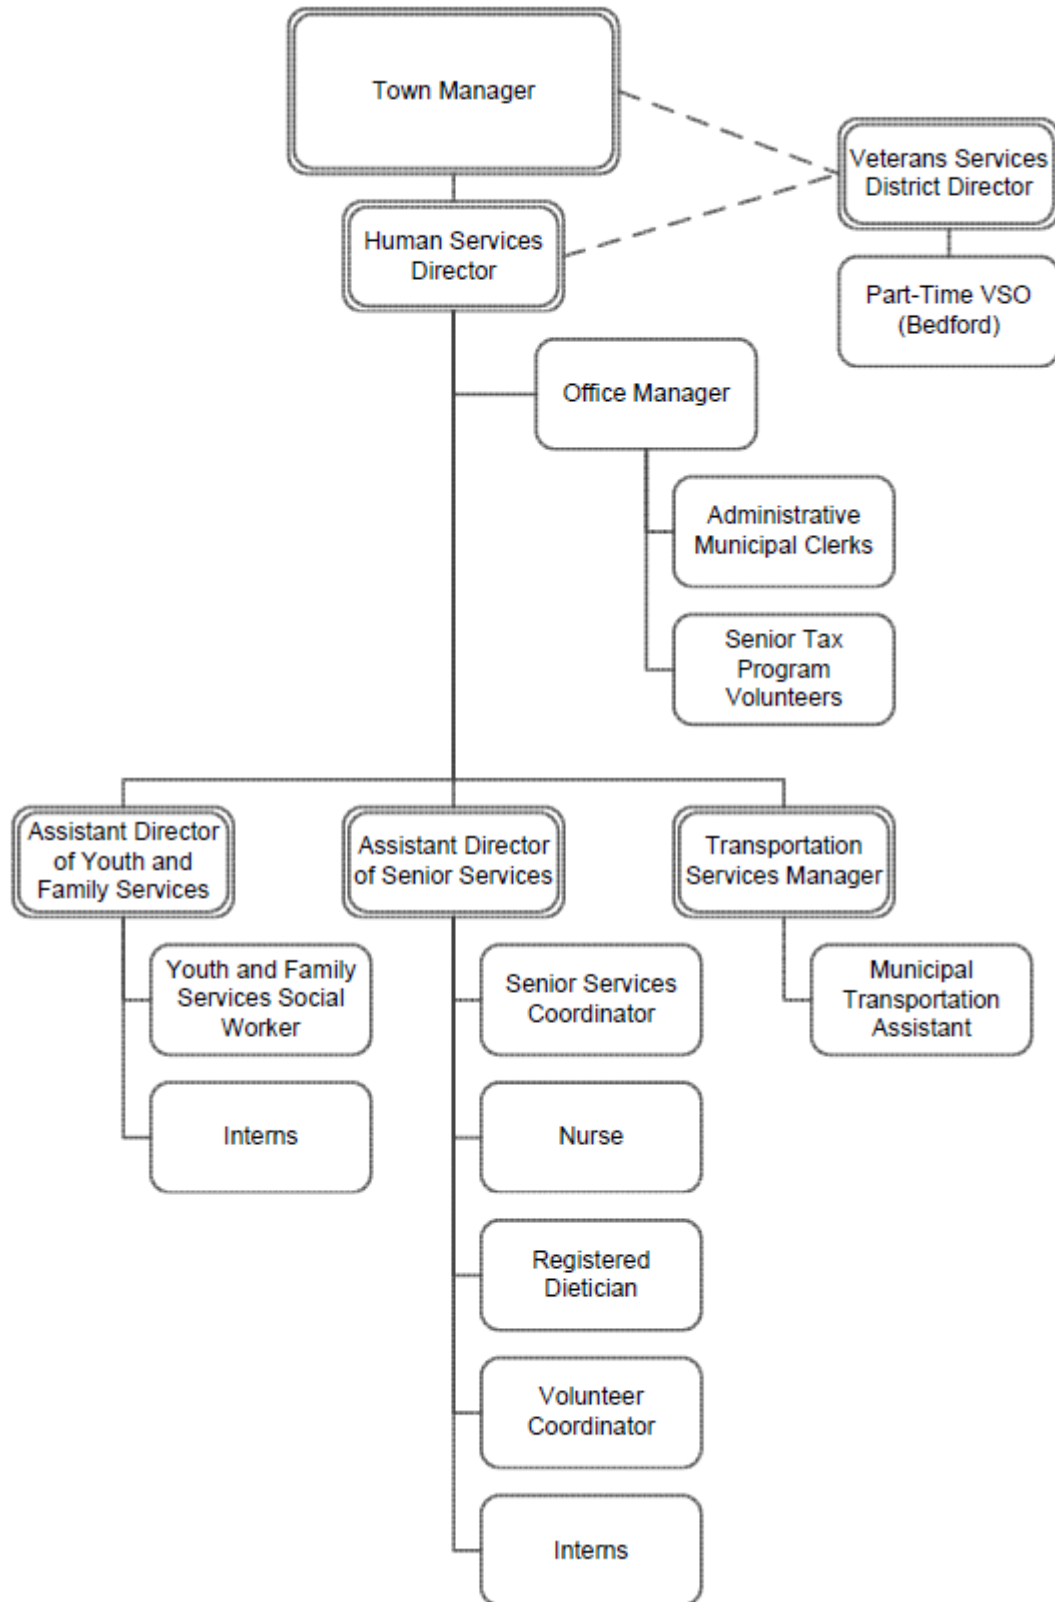 Town Manager
Veterans Services
District Director
Human Services
Director
Part-Time VSO
(Bedford)
Office Manager
Administrative
Municipal Clerks
Senior Tax
Program
Volunteers
Assistant Director
of Youth and
Family Services
Assistant Director
of Senior Services
Transportation
Services Manager
Youth and Family
Services Social
Worker
Senior Services
Coordinator
Municipal
Transportation
Assistant
Interns
Nurse
Registered
Dietician
Volunteer
Coordinator
Interns